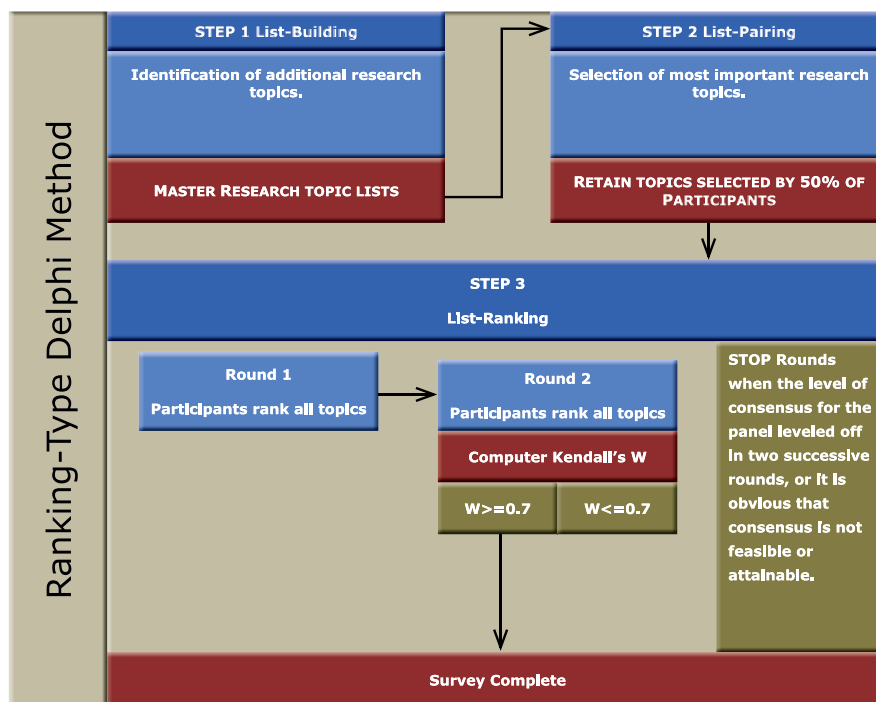 Ranking-Type Delphi Method
STEP 1 List-Building
Identification of additional research
topics.
MASTER RESEARCH TOPIC LISTS
STEP 2 List-Pairing
Selection of most important research
topics.
RETAIN TOPICS SELECTED BY 50% OF
PARTICIPANTS
STEP 3
List-Ranking
Round 1
Participants rank all topics
Round 2
Participants rank all topics
Computer Kendall's W
W>=0.7
W<=0.7
STOP Rounds
when the level of
consensus for the
panel leveled off
in two successive
rounds, or it is
obvious that
consensus is not
feasible or
attainable.
Survey Complete